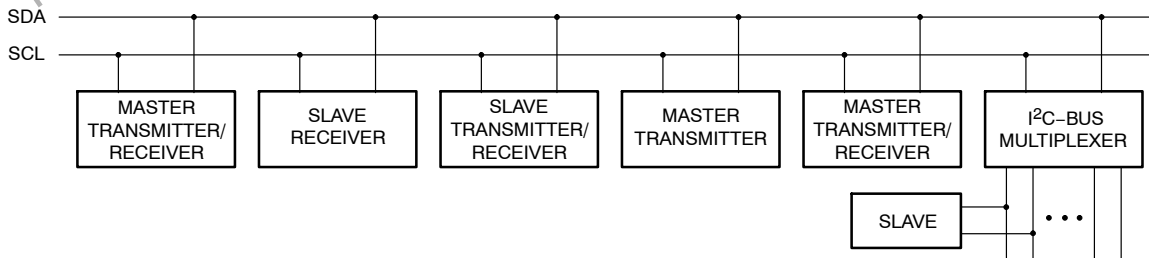 SDA
SCL
MASTER
TRANSMITTER/
RECEIVER
SLAVE
RECEIVER
SLAVE
TRANSMITTER/
RECEIVER
MASTER
TRANSMITTER
MASTER
TRANSMITTER/
RECEIVER
I²C−BUS
MULTIPLEXER
SLAVE